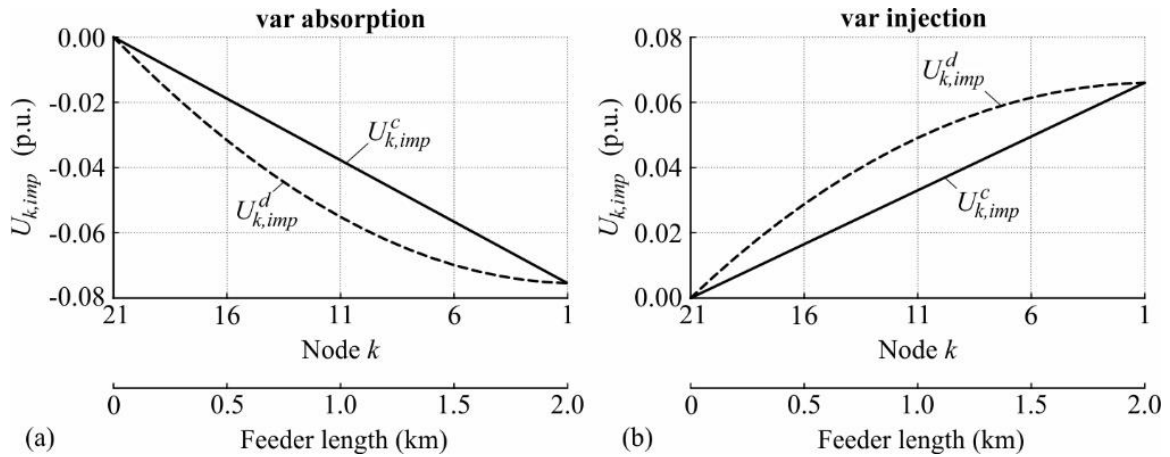 var absorption
0.00
-0.02
-0.04
-0.06
-0.08
U_{k,imp} (p.u.)
U^c_{k,imp}
U^d_{k,imp}
21 16 11 6 1
Node k
0 0.5 1.0 1.5 2.0
(a) Feeder length (km)
var injection
0.08
0.06
0.04
0.02
0.00
U_{k,imp} (p.u.)
U^d_{k,imp}
U^c_{k,imp}
21 16 11 6 1
Node k
0 0.5 1.0 1.5 2.0
(b) Feeder length (km)